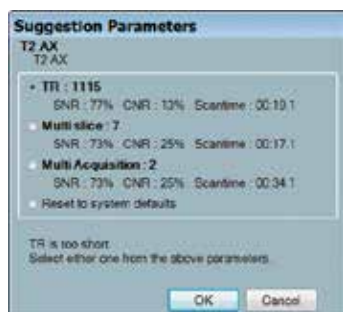 Suggestion Parameters
T2 AX
T2 AX
TR : 1115
SNR : 77% CNR : 13% Scantime : 00:19.1
Multi slice : 7
SNR : 73% CNR : 25% Scantime : 00:17.1
Multi Acquisition : 2
SNR : 73% CNR : 25% Scantime : 00:34.1
Reset to system defaults
TR is too short
Select either one from the above parameters.
OK Cancel